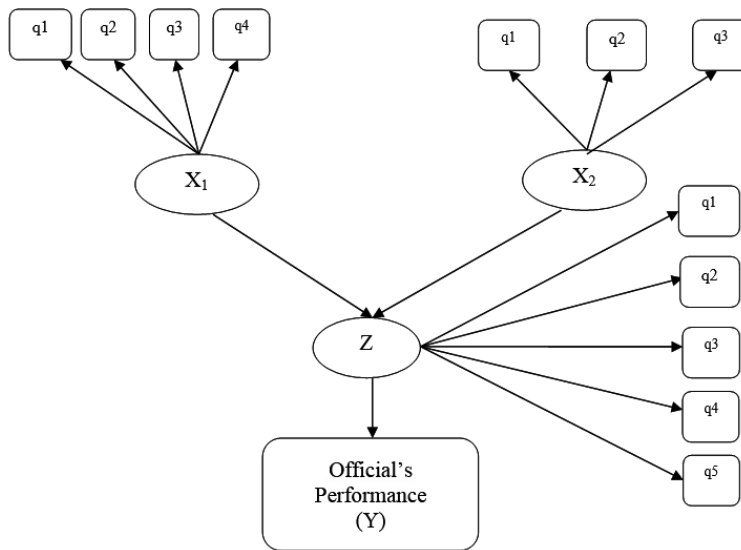 q1
q2
q3
q4
q1
q2
q3
X₁
X₂
q1
q2
q3
q4
q5
Z
Official's
Performance
(Y)